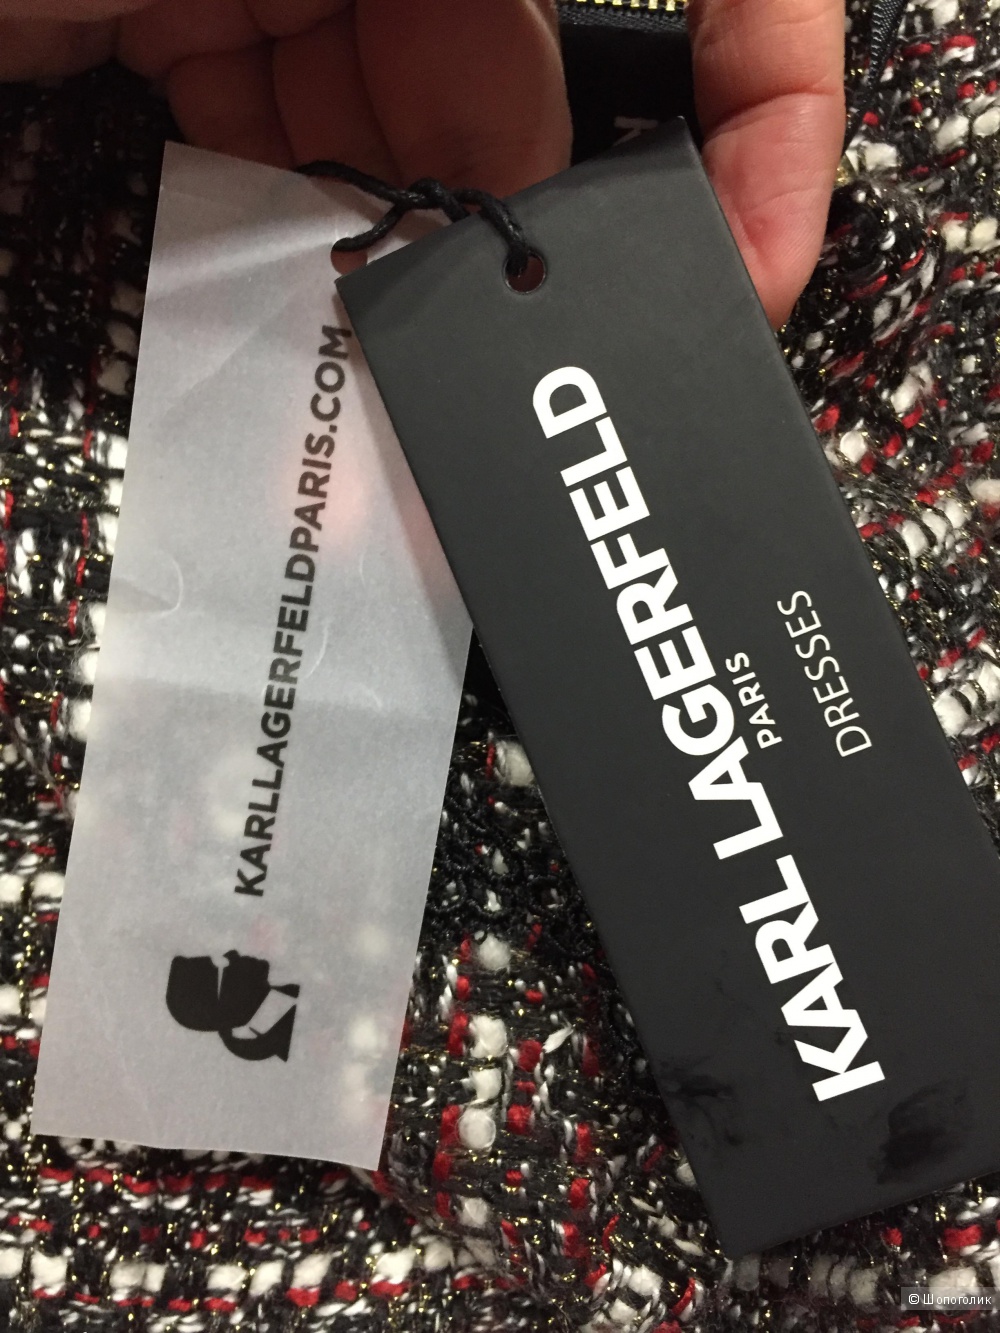 KARLLAGERFELDPARIS.COM
KARL LAGERFELD
PARIS
DRESSES
© Шопоголик